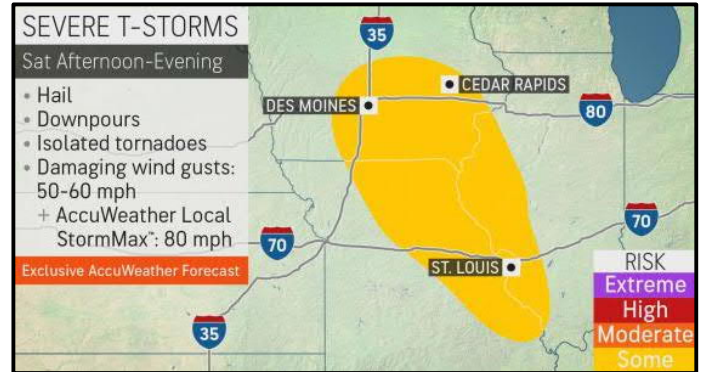 SEVERE T-STORMS
Sat Afternoon-Evening
• Hail
• Downpours
• Isolated tornadoes
• Damaging wind gusts:
50-60 mph
+ AccuWeather Local
StormMax™: 80 mph
Exclusive AccuWeather Forecast
35
CEDAR RAPIDS
DES MOINES
80
70
70
ST. LOUIS
35
RISK
Extreme
High
Moderate
Some